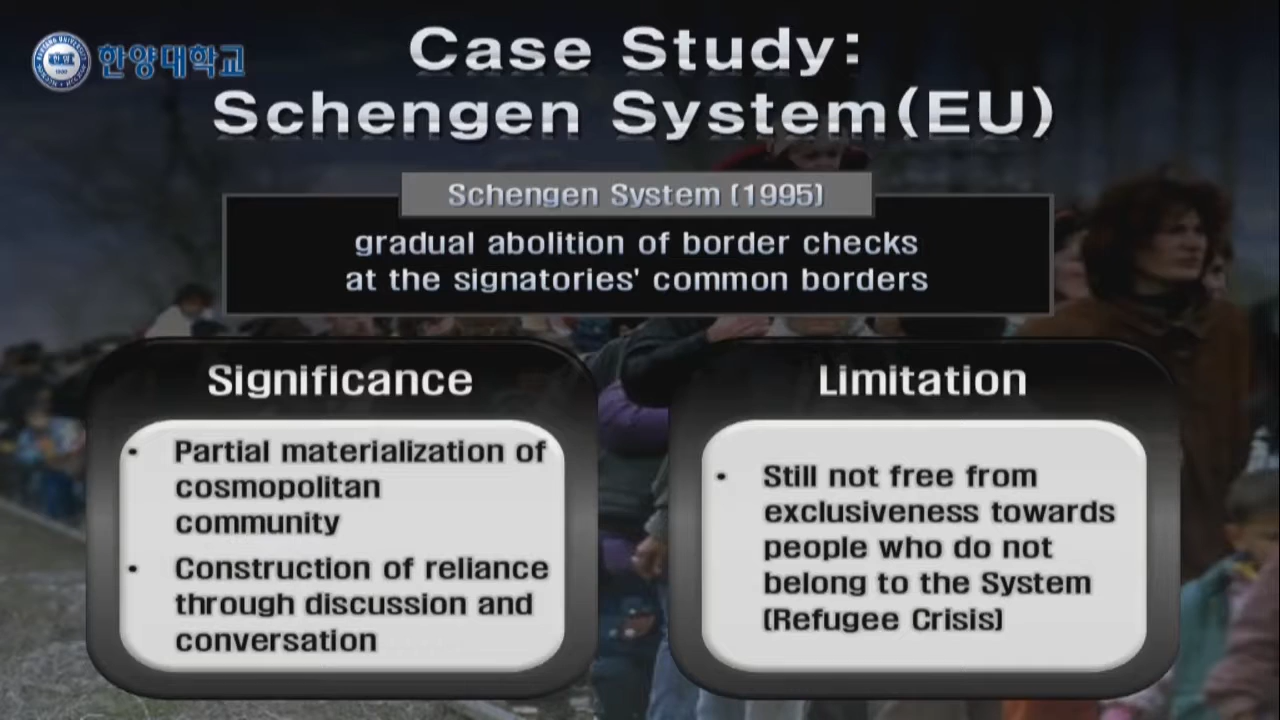 한양대학교
Case Study:
Schengen System(EU)
Schengen System (1995)
gradual abolition of border checks
at the signatories' common borders
Significance
• Partial materialization of
cosmopolitan
community
• Construction of reliance
through discussion and
conversation
Limitation
• Still not free from
exclusiveness towards
people who do not
belong to the System
(Refugee Crisis)